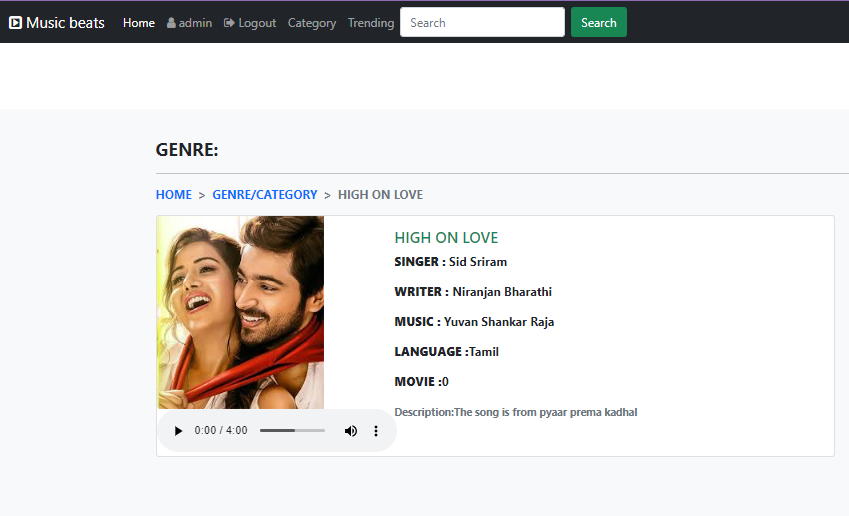 Music beats Home admin Logout Category Trending Search Search
GENRE:
HOME > GENRE/CATEGORY > HIGH ON LOVE
HIGH ON LOVE
SINGER : Sid Sriram
WRITER : Niranjan Bharathi
MUSIC : Yuvan Shankar Raja
LANGUAGE :Tamil
MOVIE :0
Description:The song is from pyaar prema kadhal
0:00 / 4:00